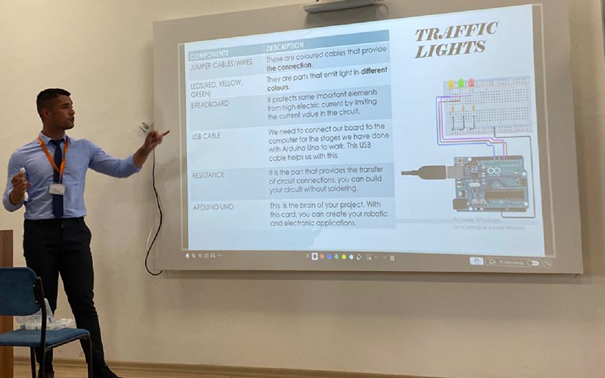 TRAFFIC
LIGHTS
COMPONENTS DESCRIPTION
JUMPER CABLES/WIRES
These are coloured cables that provide
the connection.
LEDS(RED, YELLOW,
GREEN)
They are parts that emit light in different
colours.
BREADBOARD
It protects some important elements
from high electric current by limiting
the current value in the circuit.
USB CABLE
We need to connect our board to the
computer for the stages we have done
with Arduino Uno to work. This USB
cable helps us with this.
RESISTANCE
It is the part that provides the transfer
of circuit connections, you can build
your circuit without soldering.
ARDUINO-UNO
This is the brain of your project. With
this card, you can create your robotic
and electronic applications.
Activate Windows